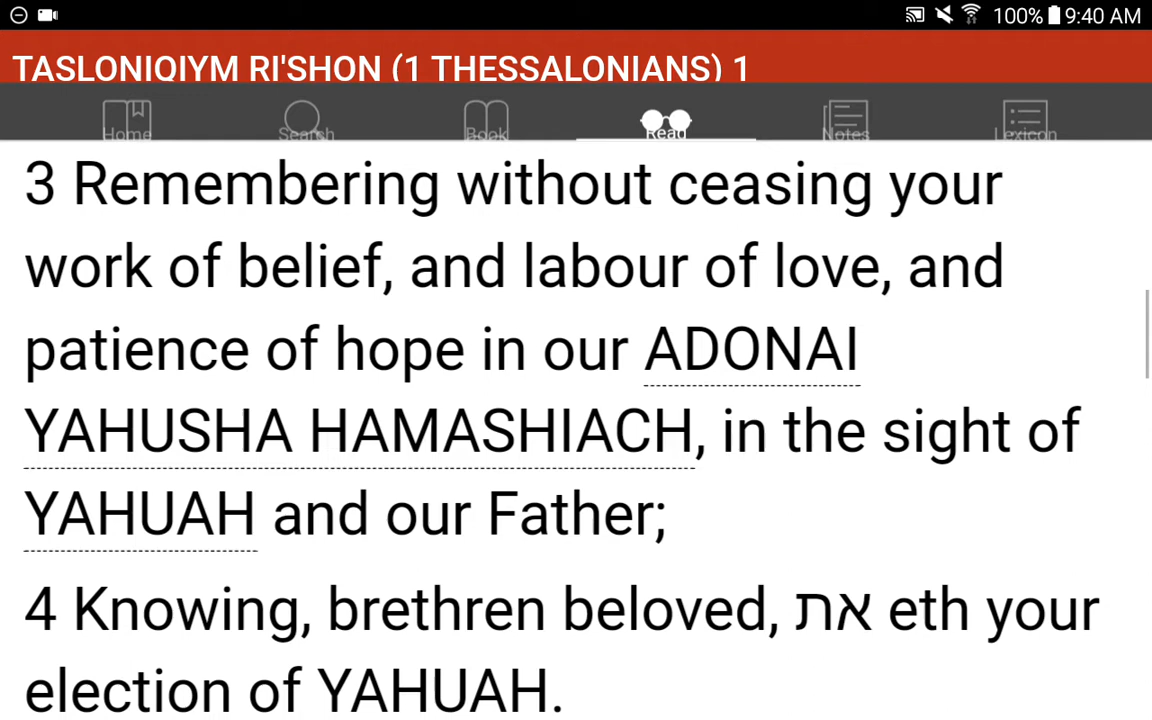 100% 9:40 AM
TASLONIQIYM RI'SHON (1 THESSALONIANS) 1
Home Search Book Read Notes Lexicon
3 Remembering without ceasing your
work of belief, and labour of love, and
patience of hope in our ADONAI
YAHUSHA HAMASHIACH, in the sight of
YAHUAH and our Father;
4 Knowing, brethren beloved, את eth your
election of YAHUAH.